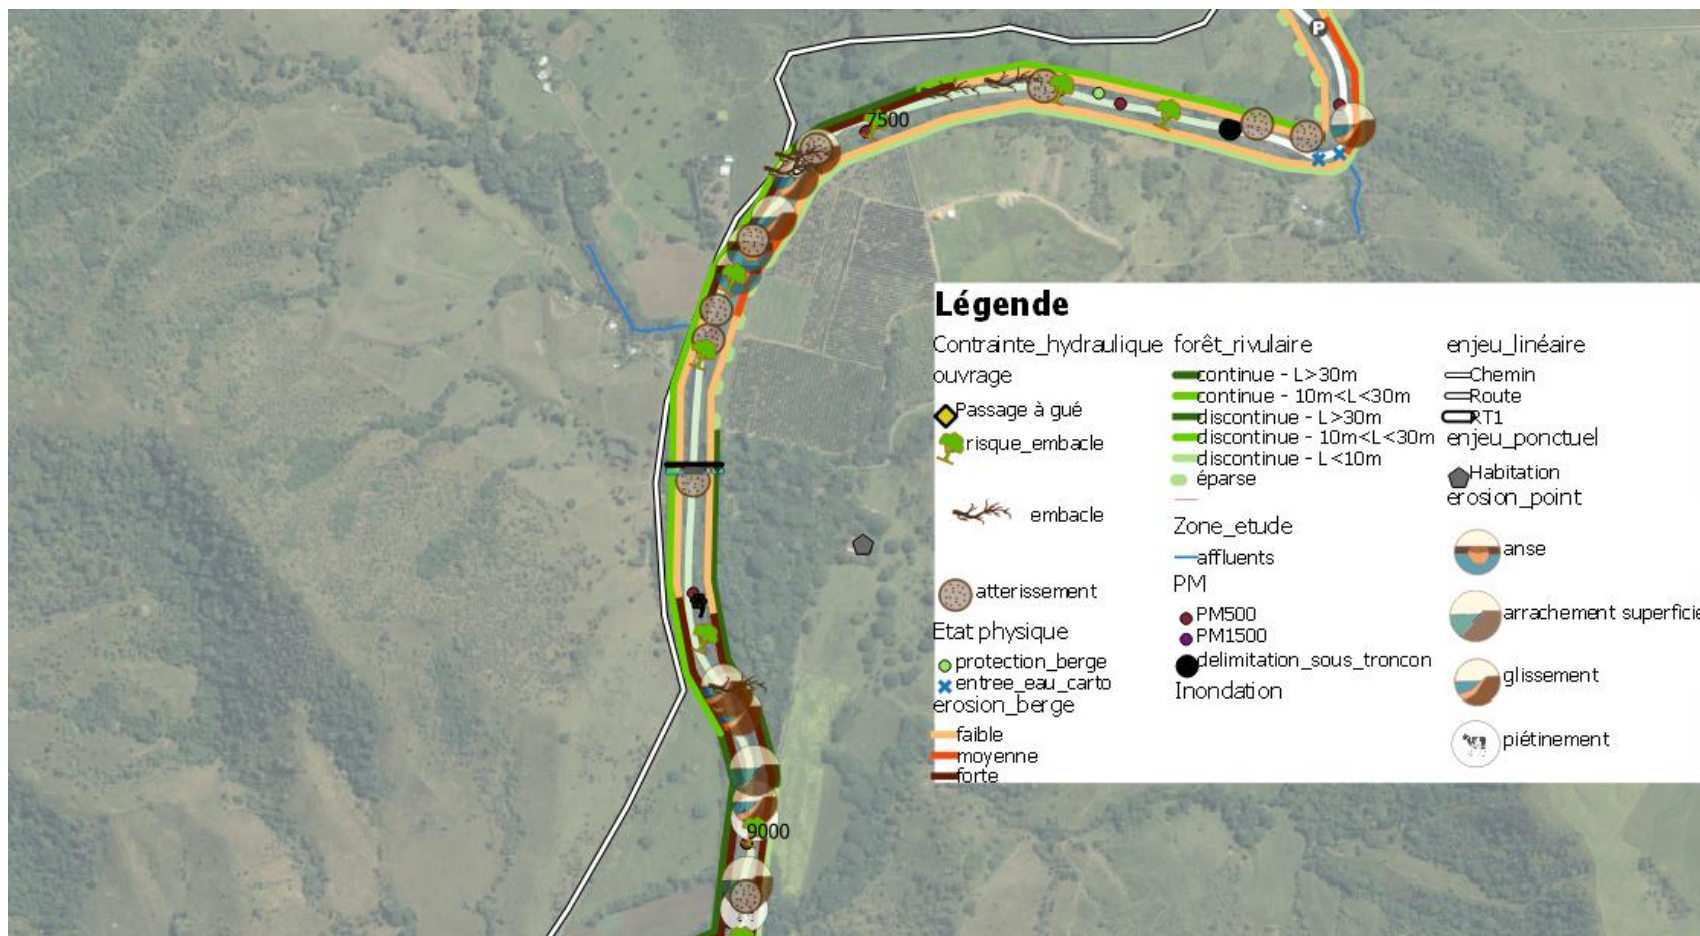 P
7500
Légende
Contrainte_hydraulique
ouvrage
Passage à gué
risque_embacle
embacle
atterissement
Etat physique
protection_berge
entree_eau_carto
erosion_berge
faible
moyenne
forte
forêt_rivulaire
continue - L>30m
continue - 10m<L<30m
discontinue - L>30m
discontinue - 10m<L<30m
discontinue - L<10m
éparse
Zone_etude
affluents
PM
PM500
PM1500
delimitation_sous_troncon
Inondation
enjeu_linéaire
Chemin
Route
RT1
enjeu_ponctuel
Habitation
erosion_point
anse
arrachement superficie
glissement
piétinement
9000